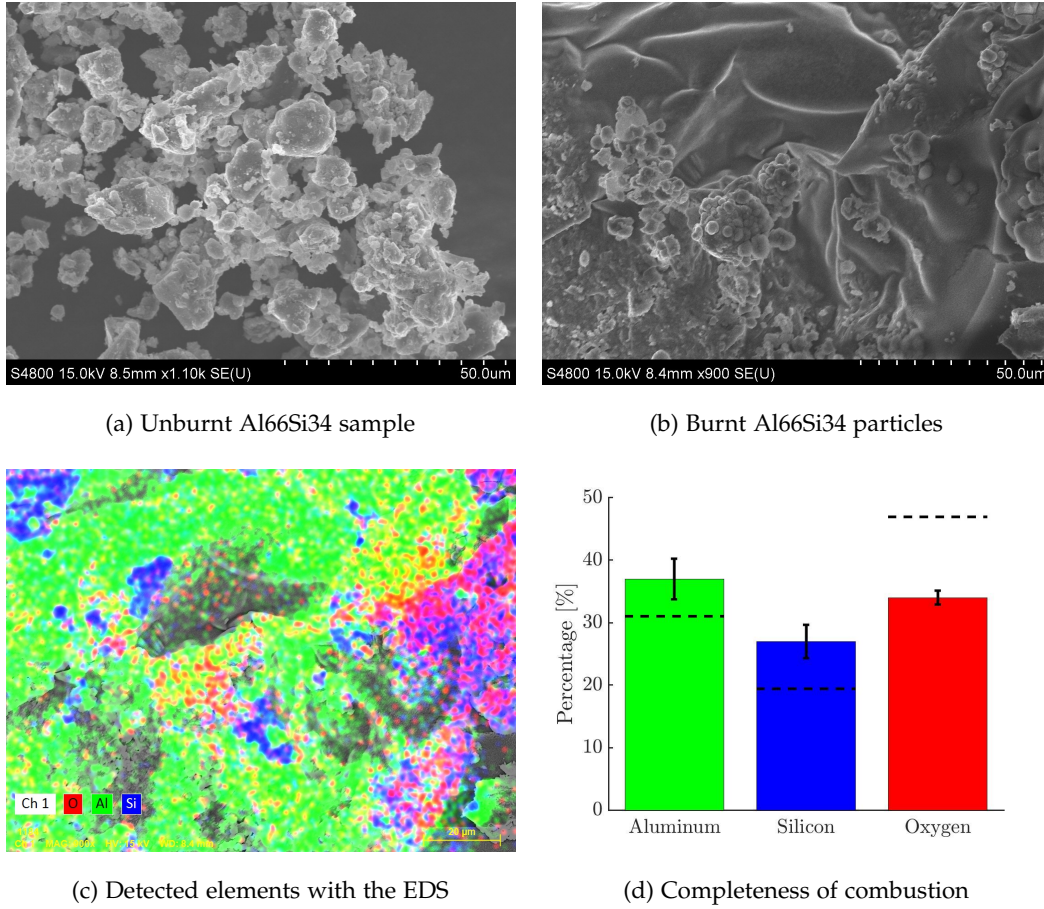 S4800 15.0kV 8.5mm x1.10k SE(U) 50.0um
S4800 15.0kV 8.4mm x900 SE(U) 50.0um
(a) Unburnt Al66Si34 sample
(b) Burnt Al66Si34 particles
Ch 1 O Al Si
20 µm
(c) Detected elements with the EDS
50
40
30
20
10
0
Percentage [%]
Aluminum Silicon Oxygen
(d) Completeness of combustion